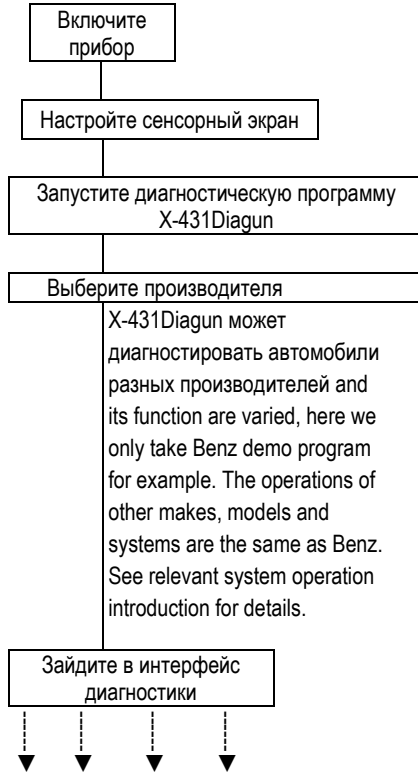 Включите
прибор
Настройте сенсорный экран
Запустите диагностическую программу
X-431Diagun
Выберите производителя
X-431Diagun может
диагностировать автомобили
разных производителей and
its function are varied, here we
only take Benz demo program
for example. The operations of
other makes, models and
systems are the same as Benz.
See relevant system operation
introduction for details.
Зайдите в интерфейс
диагностики